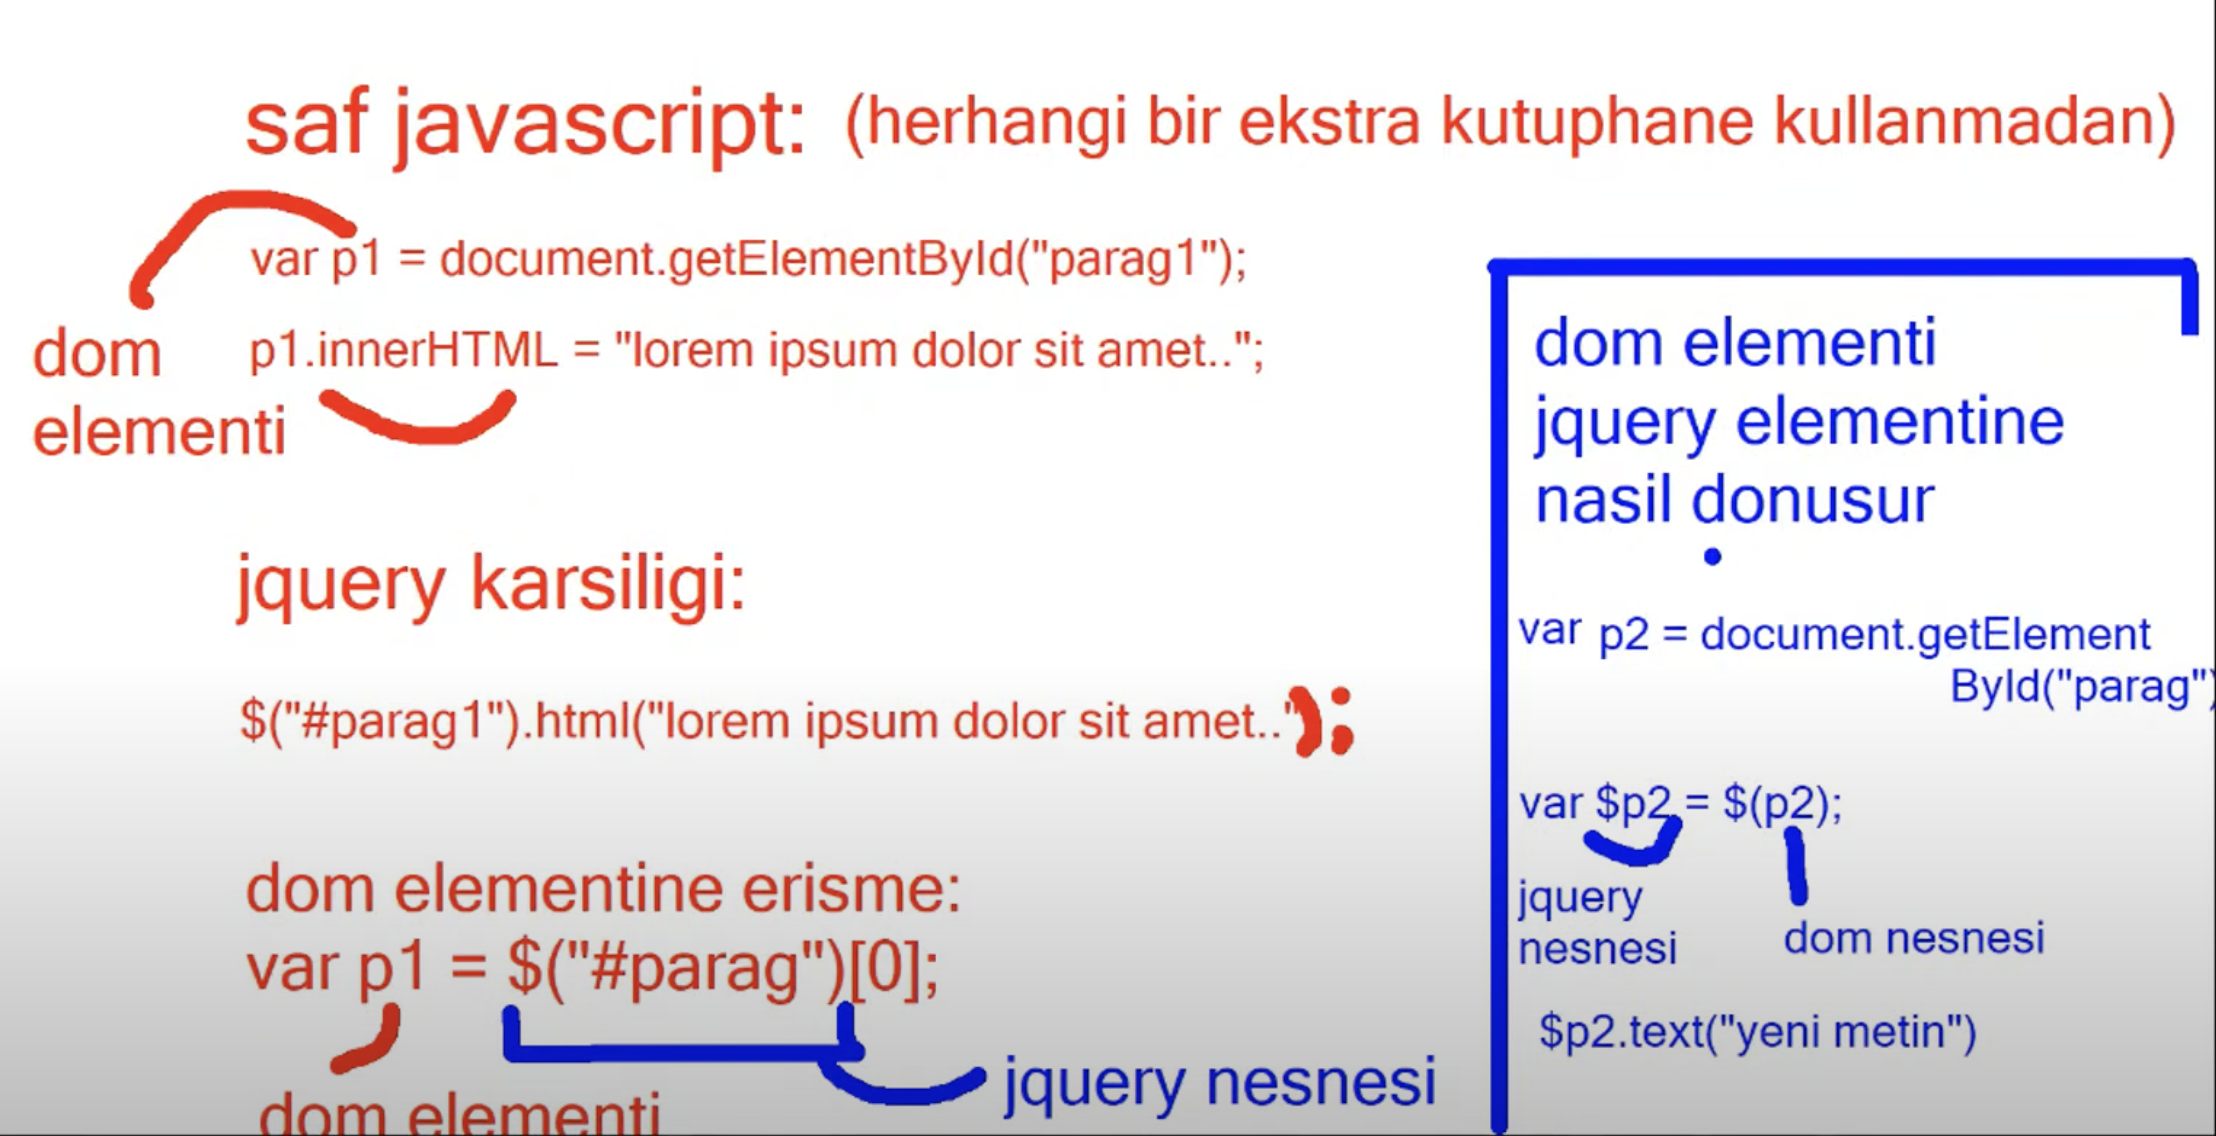 saf javascript: (herhangi bir ekstra kutuphane kullanmadan)
var p1 = document.getElementById("parag1");
p1.innerHTML = "lorem ipsum dolor sit amet..";
dom
elementi
jquery karsiligi:
$("#parag1").html("lorem ipsum dolor sit amet..");
dom elementine erisme:
var p1 = $("#parag")[0];
dom elementi
jquery nesnesi
dom elementi
jquery elementine
nasil donusur
var p2 = document.getElement
ById("parag")
var $p2 = $(p2);
jquery
nesnesi
dom nesnesi
$p2.text("yeni metin")